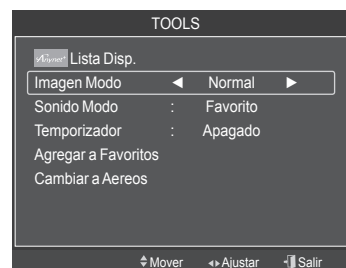 TOOLS
Anynet+ Lista Disp.
Imagen Modo ◄ Normal ►
Sonido Modo : Favorito
Temporizador : Apagado
Agregar a Favoritos
Cambiar a Aereos
Mover Ajustar Salir